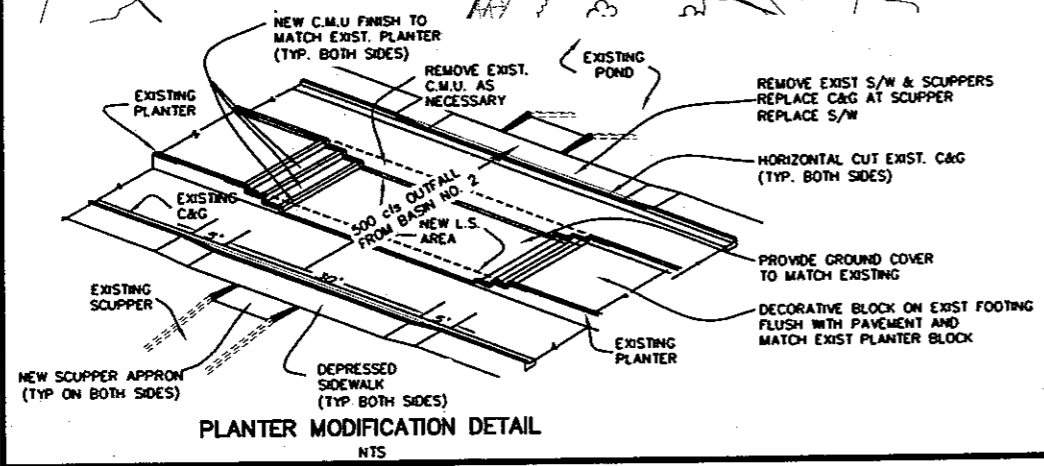 NEW C.M.U FINISH TO
MATCH EXIST. PLANTER
(TYP. BOTH SIDES)
EXISTING
POND
REMOVE EXIST.
C.M.U. AS
NECESSARY
REMOVE EXIST S/W & SCUPPERS
REPLACE C&G AT SCUPPER
REPLACE S/W
EXISTING
PLANTER
HORIZONTAL CUT EXIST. C&G
(TYP. BOTH SIDES)
EXISTING
C&G
500 cfs OUTFALL
FROM BASIN NO. 2
NEW L.S.
AREA
5'
30'
5'
PROVIDE GROUND COVER
TO MATCH EXISTING
EXISTING
SCUPPER
DECORATIVE BLOCK ON EXIST FOOTING
FLUSH WITH PAVEMENT AND
MATCH EXIST PLANTER BLOCK
EXISTING
PLANTER
NEW SCUPPER APPRON
(TYP ON BOTH SIDES)
DEPRESSED
SIDEWALK
(TYP BOTH SIDES)
PLANTER MODIFICATION DETAIL
NTS